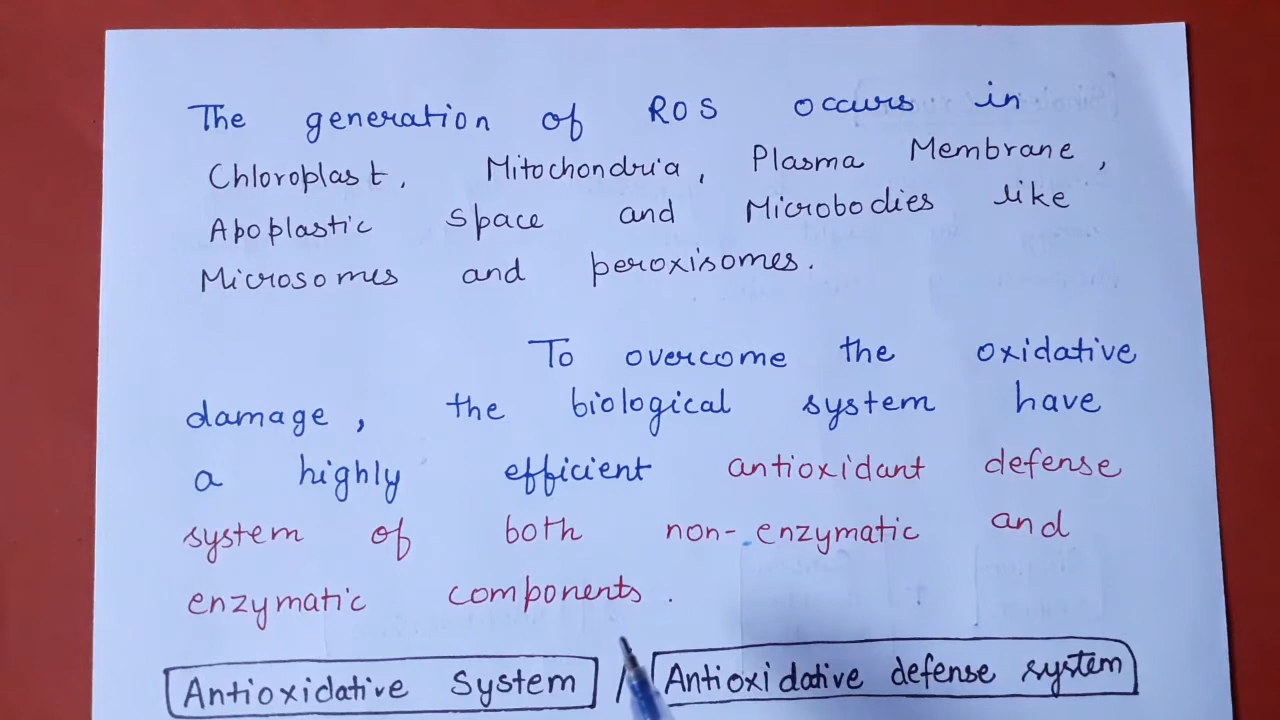 The generation of ROS occurs in
Chloroplast, Mitochondria, Plasma Membrane,
Apoplastic space and Microbodies like
Microsomes and peroxisomes.
To overcome the oxidative
damage, the biological system have
a highly efficient antioxidant defense
system of both non-enzymatic and
enzymatic components.
Antioxidative System / Antioxidative defense system